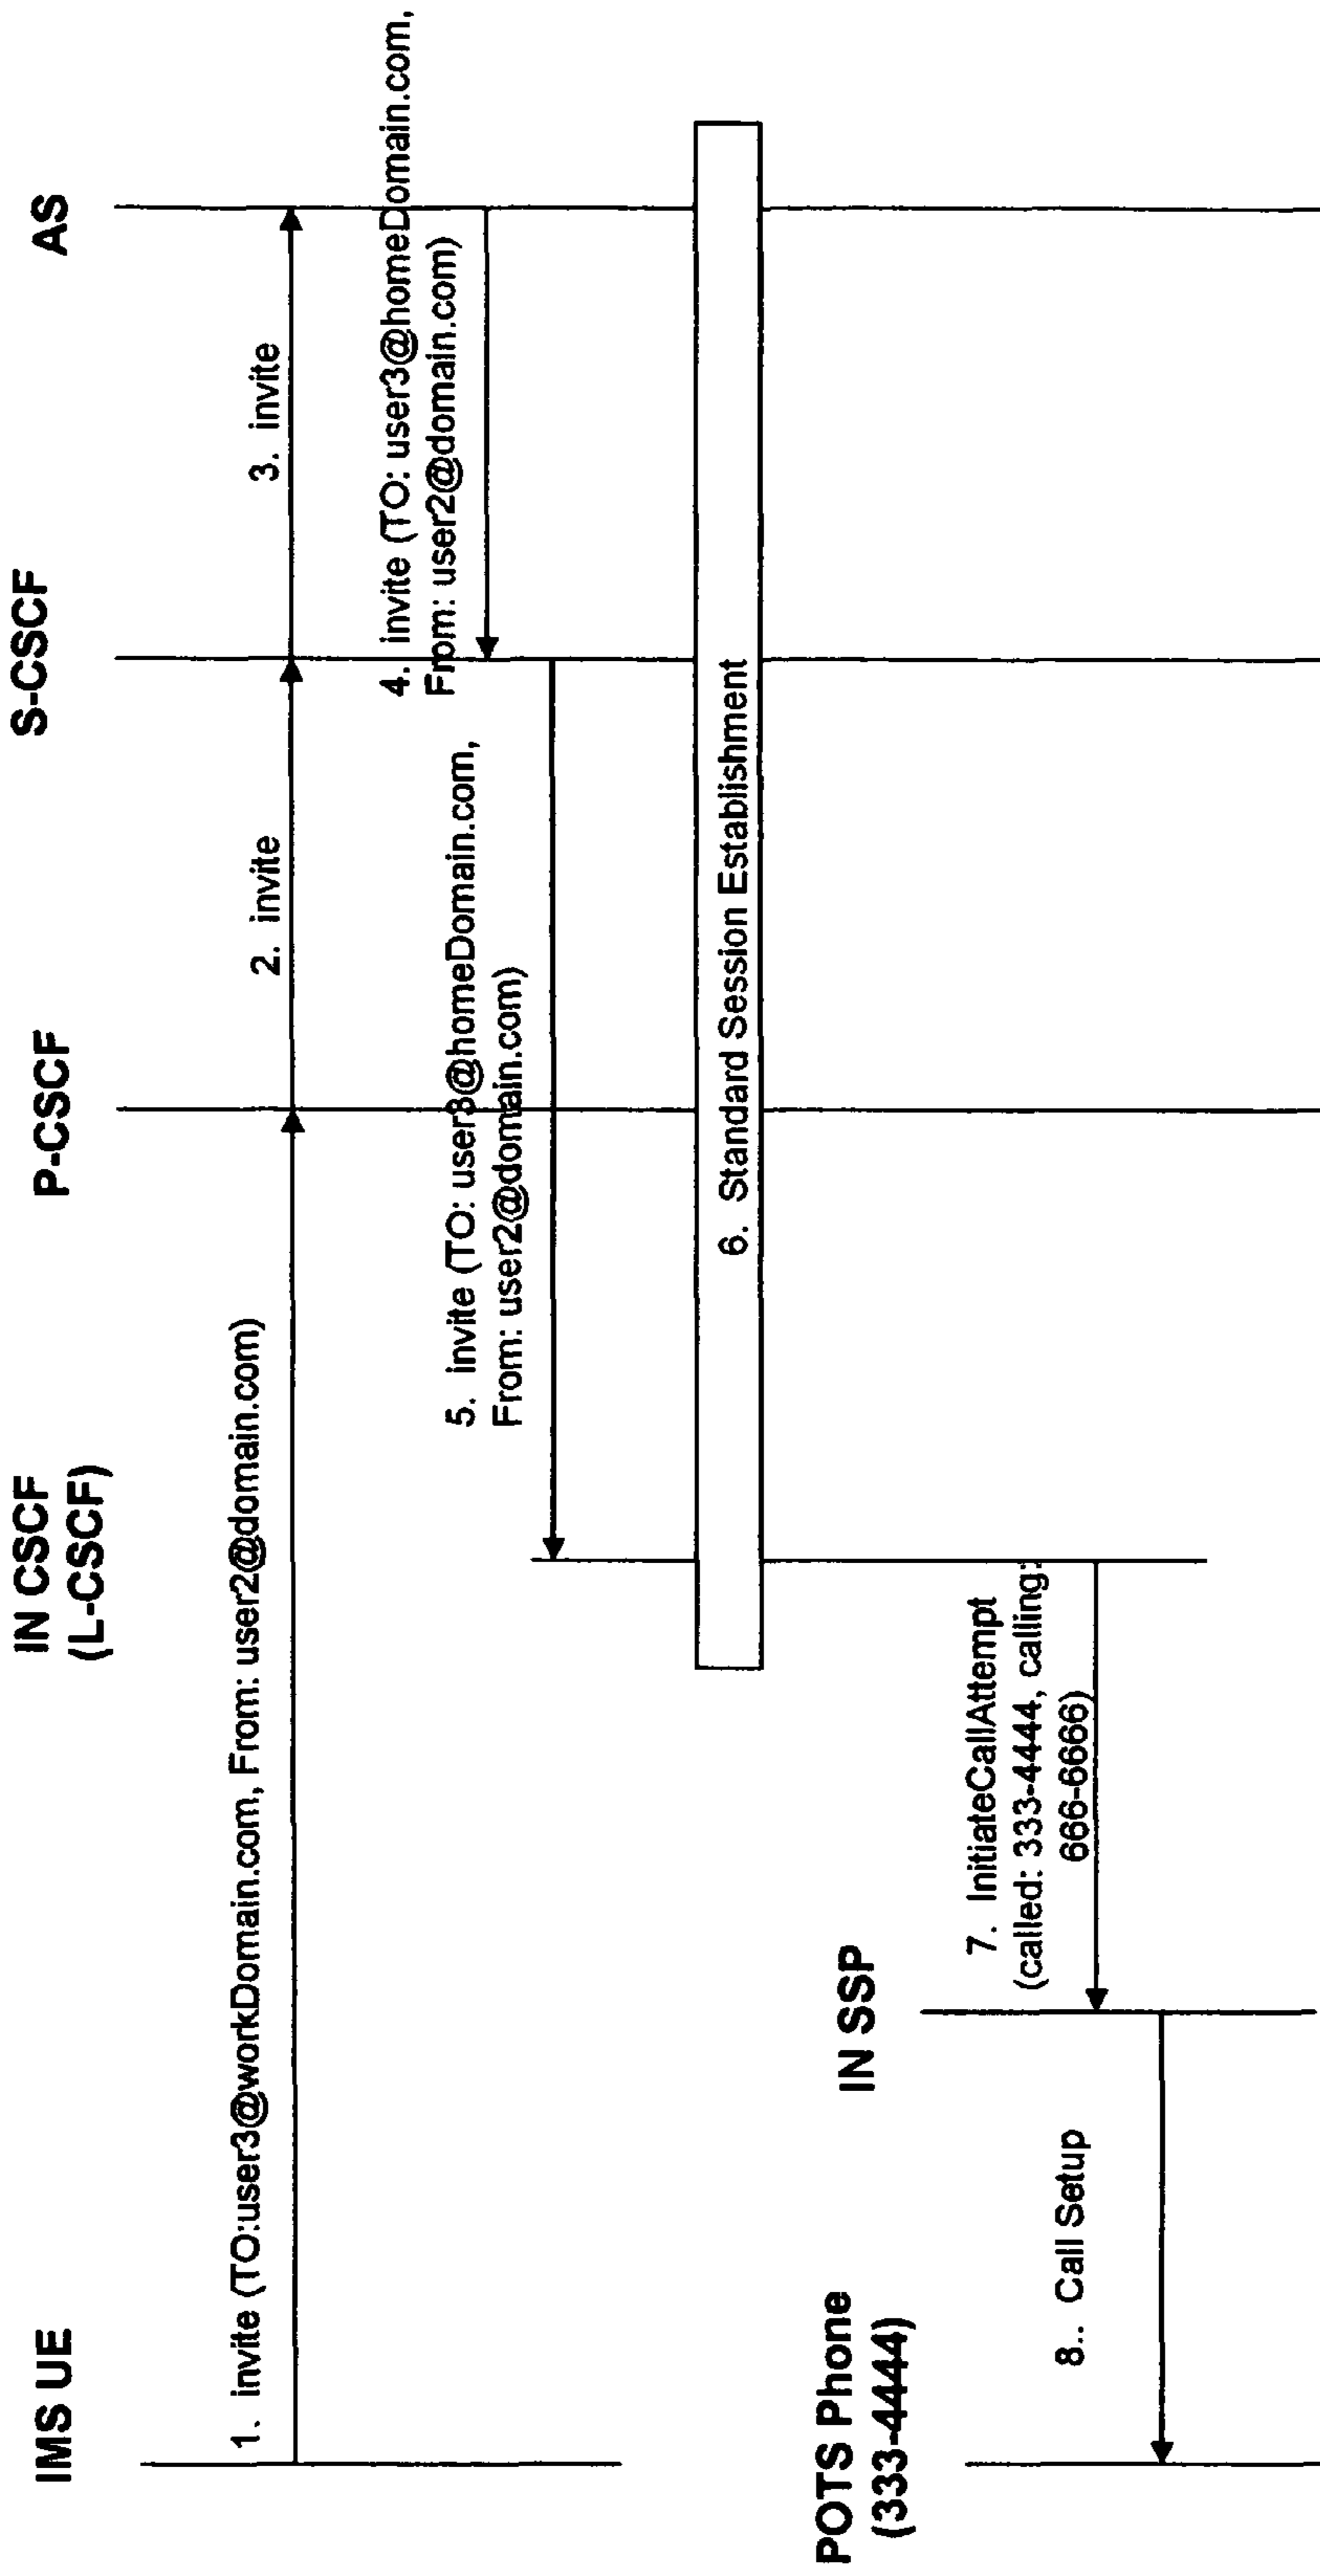 IMS UE
IN CSCF
(L-CSCF)
P-CSCF
S-CSCF
AS
1. invite (TO:user3@workDomain.com, From: user2@domain.com)
2. invite
3. invite
4. invite (TO: user3@homeDomain.com,
From: user2@domain.com)
5. invite (TO: user3@homeDomain.com,
From: user2@domain.com)
6. Standard Session Establishment
POTS Phone
(333-4444)
IN SSP
7. InitiateCallAttempt
(called: 333-4444, calling:
666-6666)
8.. Call Setup